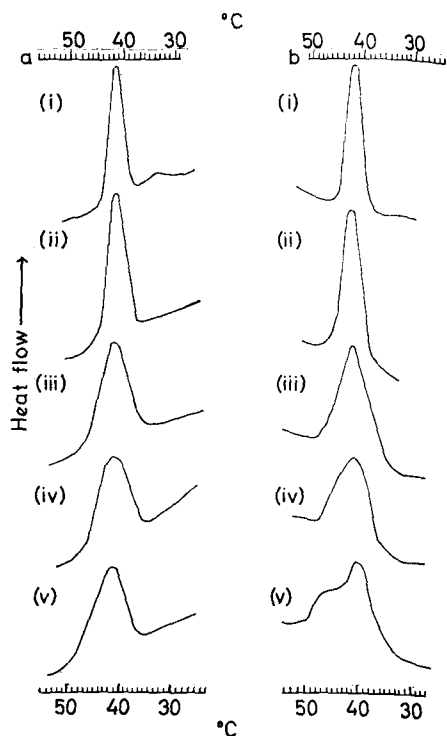 °C
50 40 30 50 40 30
a b
(i) (i)
(ii) (ii)
Heat flow →
(iii) (iii)
(iv) (iv)
(v) (v)
50 40 30 50 40 30
°C